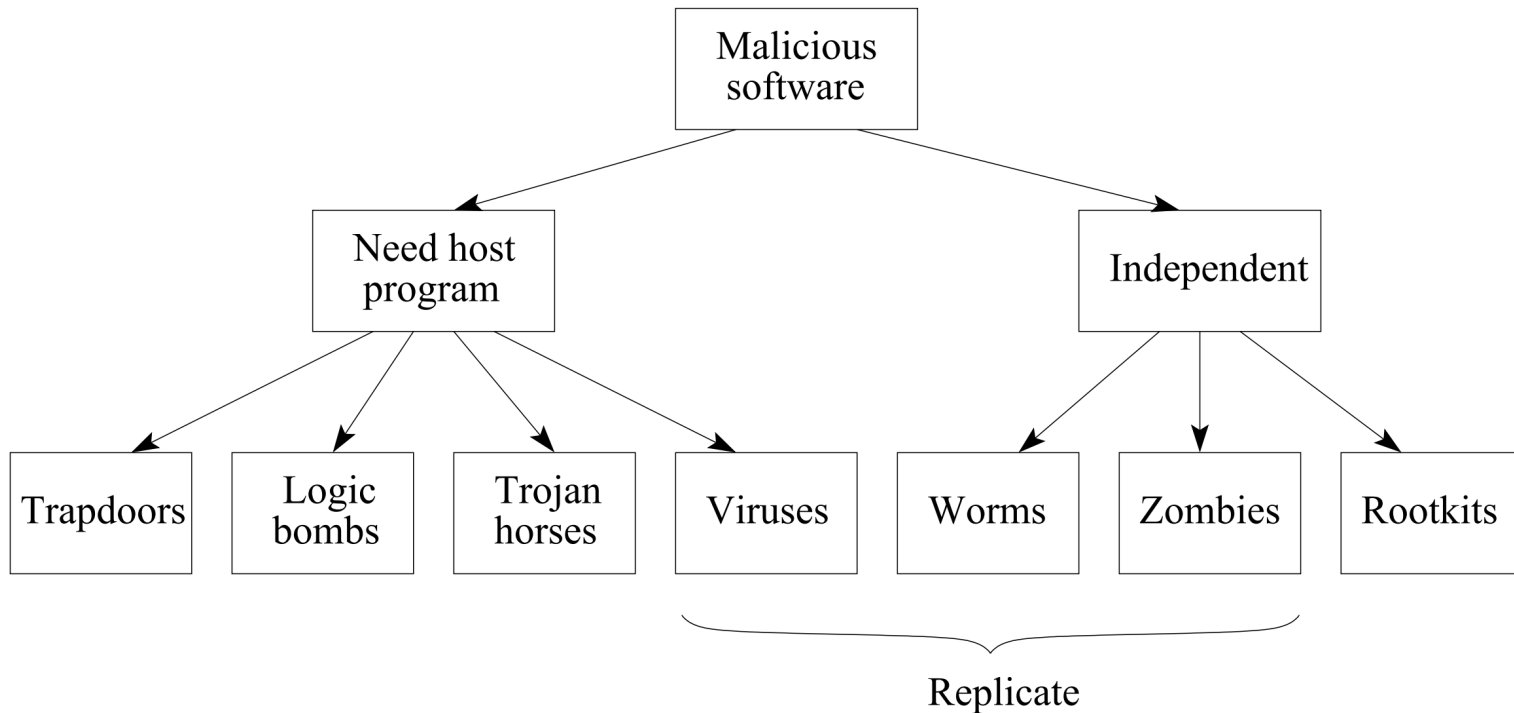 Malicious
software
Need host
program
Independent
Trapdoors
Logic
bombs
Trojan
horses
Viruses
Worms
Zombies
Rootkits
Replicate